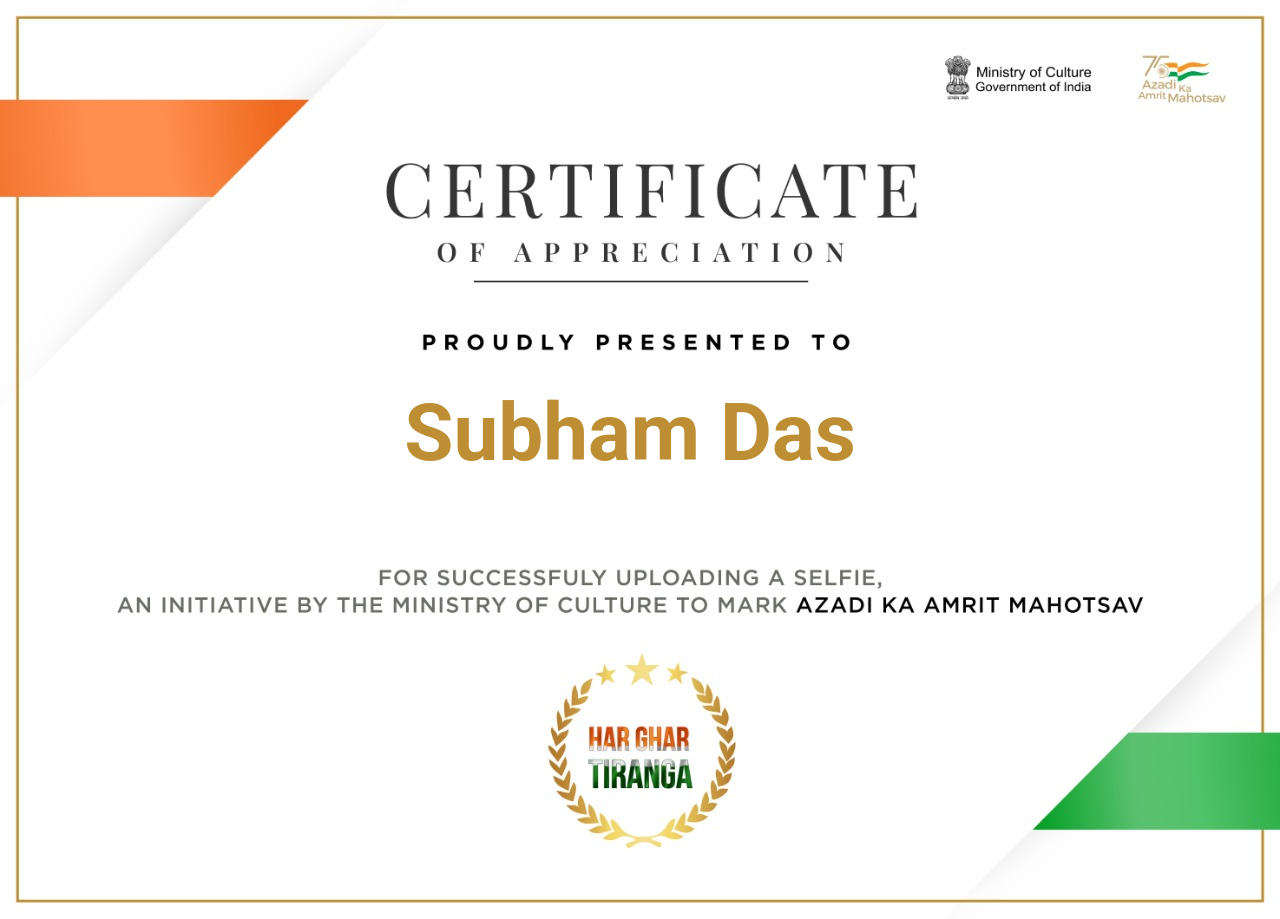 Ministry of Culture
Government of India
75
Azadi Ka
Amrit Mahotsav
CERTIFICATE
OF APPRECIATION
PROUDLY PRESENTED TO
Subham Das
FOR SUCCESSFULY UPLOADING A SELFIE,
AN INITIATIVE BY THE MINISTRY OF CULTURE TO MARK AZADI KA AMRIT MAHOTSAV
HAR GHAR
TIRANGA